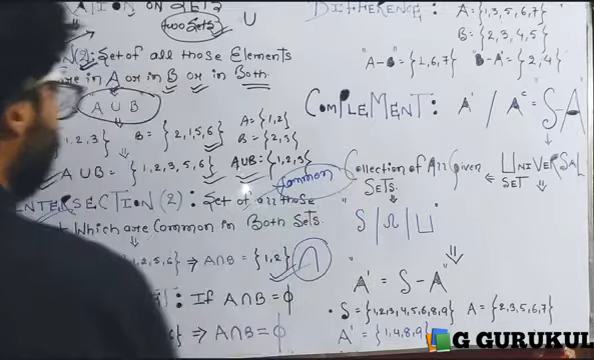 ATION ON SETS
two Sets U
(2): Set of all those Elements
are in A or in B or in Both
A ∪ B
1,2,3} B = {2,1,5,6} A = {1,2}
B = {2,3}
A∪B = {1,2,3,5,6} A∪B = {1,2,3}
INTERSECTION (2): Set of all those Common
Which are Common in Both Sets.
1,2,5,6} ⇒ A∩B = {1,2} ∩
: If A∩B = ϕ
⇒ A∩B = ϕ
DIFFERENCE: A = {1,3,5,6,7}
B = {2,3,4,5}
"A-B" = {1,6,7} "B-A" = {2,4}
COMPLEMENT: A' / Aᶜ = S-A
Collection of All Given Sets. ⇐ UNIVERSAL SET
S / Ω / U
"A' = S-A"
S = {1,2,3,4,5,6,8,9} A = {2,3,5,6,7}
A' = {1,4,8,9}
G GURUKUL